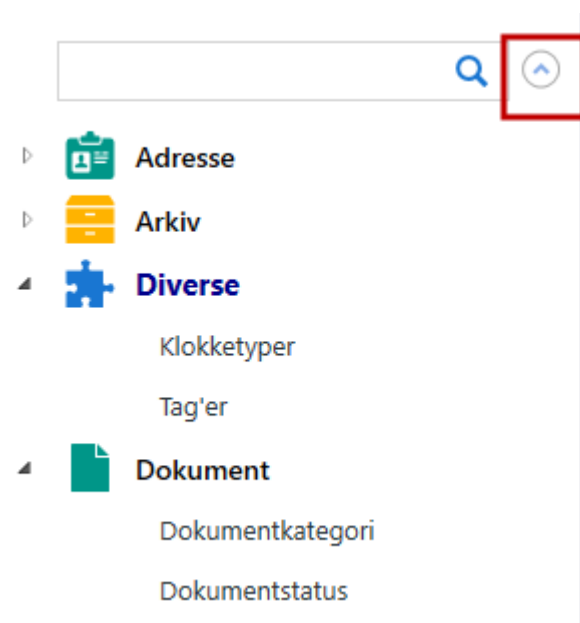 Adresse
Arkiv
Diverse
Klokketyper
Tag'er
Dokument
Dokumentkategori
Dokumentstatus